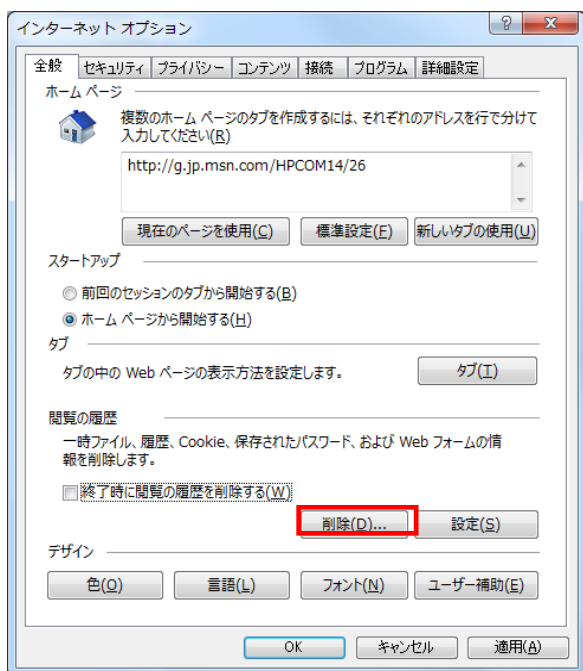 インターネット オプション
全般 セキュリティ プライバシー コンテンツ 接続 プログラム 詳細設定
ホーム ページ
複数のホーム ページのタブを作成するには、それぞれのアドレスを行で分けて
入力してください(R)
http://g.jp.msn.com/HPCOM14/26
現在のページを使用(C) 標準設定(F) 新しいタブの使用(U)
スタートアップ
前回のセッションのタブから開始する(B)
ホーム ページから開始する(H)
タブ
タブの中の Web ページの表示方法を設定します。 タブ(T)
閲覧の履歴
一時ファイル、履歴、Cookie、保存されたパスワード、および Web フォームの情
報を削除します。
終了時に閲覧の履歴を削除する(W)
削除(D)... 設定(S)
デザイン
色(O) 言語(L) フォント(N) ユーザー補助(E)
OK キャンセル 適用(A)